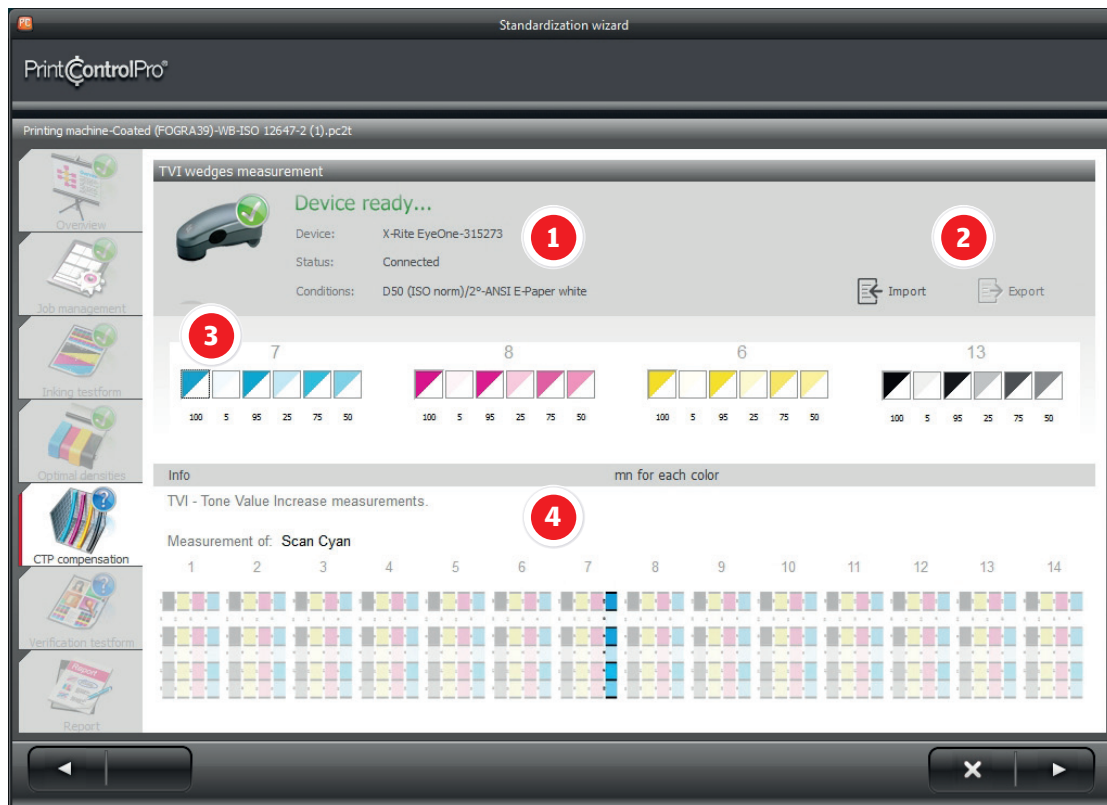 PC
Standardization wizard
PrintControlPro®
Printing machine-Coated (FOGRA39)-WB-ISO 12647-2 (1).pc2t
Overview
Job management
Inking testform
Optimal densities
CTP compensation
Verification testform
Report
TVI wedges measurement
Device ready...
Device: X-Rite EyeOne-315273
Status: Connected
Conditions: D50 (ISO norm)/2°-ANSI E-Paper white
1
2
Import Export
3
7 8 6 13
100 5 95 25 75 50 100 5 95 25 75 50 100 5 95 25 75 50 100 5 95 25 75 50
Info mn for each color
TVI - Tone Value Increase measurements.
4
Measurement of: Scan Cyan
1 2 3 4 5 6 7 8 9 10 11 12 13 14
Report